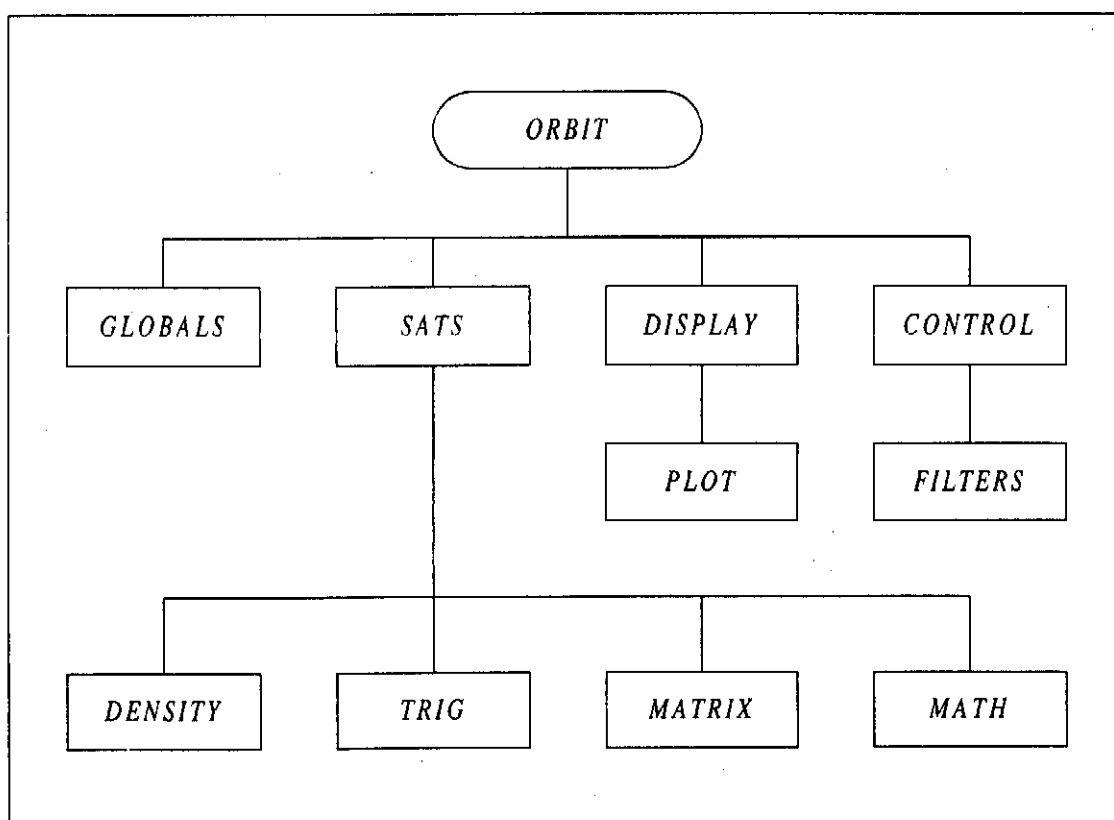 ORBIT
GLOBALS
SATS
DISPLAY
CONTROL
PLOT
FILTERS
DENSITY
TRIG
MATRIX
MATH